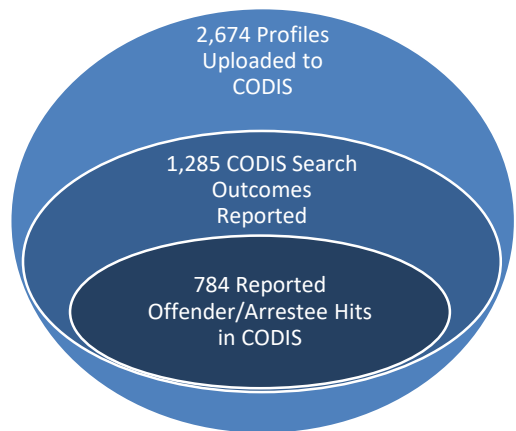 2,674 Profiles
Uploaded to
CODIS
1,285 CODIS Search
Outcomes
Reported
784 Reported
Offender/Arrestee Hits
in CODIS